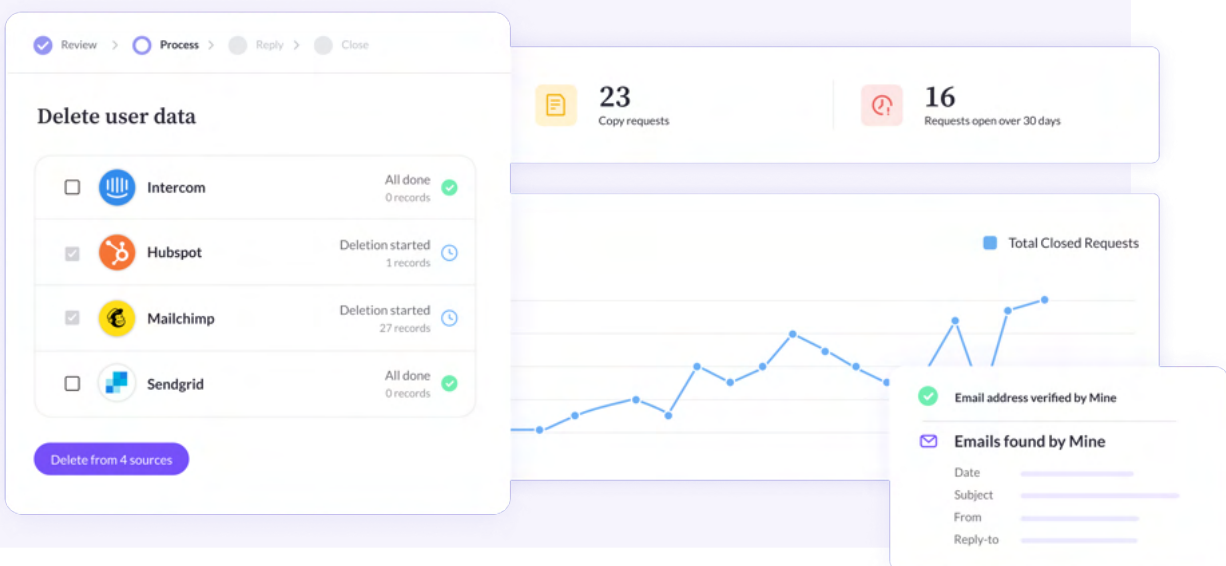 Review
Process
Reply
Close
Delete user data
Intercom
All done
0 records
Hubspot
Deletion started
1 records
Mailchimp
Deletion started
27 records
Sendgrid
All done
0 records
Delete from 4 sources
23
Copy requests
16
Requests open over 30 days
Total Closed Requests
Email address verified by Mine
Emails found by Mine
Date
Subject
From
Reply-to